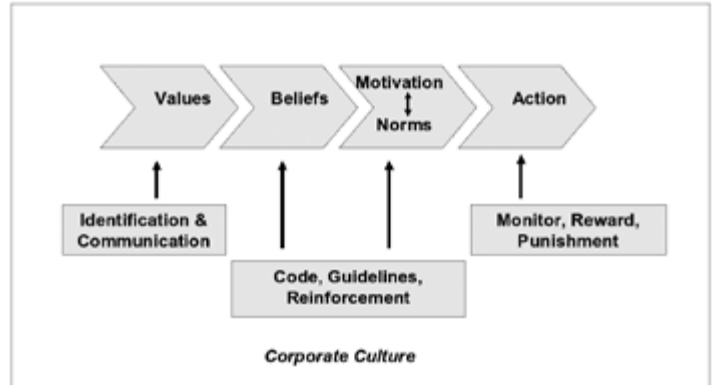 Values
Beliefs
Motivation
Norms
Action
Identification &
Communication
Code, Guidelines,
Reinforcement
Monitor, Reward,
Punishment
Corporate Culture